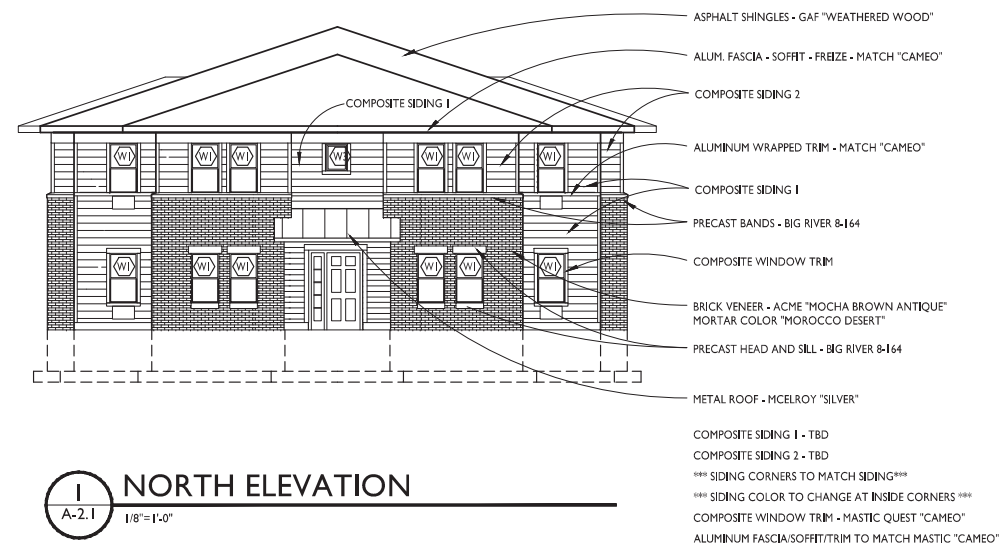 ASPHALT SHINGLES - GAF "WEATHERED WOOD"
ALUM. FASCIA - SOFFIT - FREIZE - MATCH "CAMEO"
COMPOSITE SIDING 2
COMPOSITE SIDING 1
ALUMINUM WRAPPED TRIM - MATCH "CAMEO"
W1 W1 W1 W3 W1 W1 W1
COMPOSITE SIDING 1
PRECAST BANDS - BIG RIVER 8-164
COMPOSITE WINDOW TRIM
W1 W1 W1 W1 W1 W1
BRICK VENEER - ACME "MOCHA BROWN ANTIQUE"
MORTAR COLOR "MOROCCO DESERT"
PRECAST HEAD AND SILL - BIG RIVER 8-164
METAL ROOF - MCELROY "SILVER"
COMPOSITE SIDING 1 - TBD
COMPOSITE SIDING 2 - TBD
*** SIDING CORNERS TO MATCH SIDING***
*** SIDING COLOR TO CHANGE AT INSIDE CORNERS ***
COMPOSITE WINDOW TRIM - MASTIC QUEST "CAMEO"
ALUMINUM FASCIA/SOFFIT/TRIM TO MATCH MASTIC "CAMEO"
1
A-2.1
NORTH ELEVATION
1/8"=1'-0"